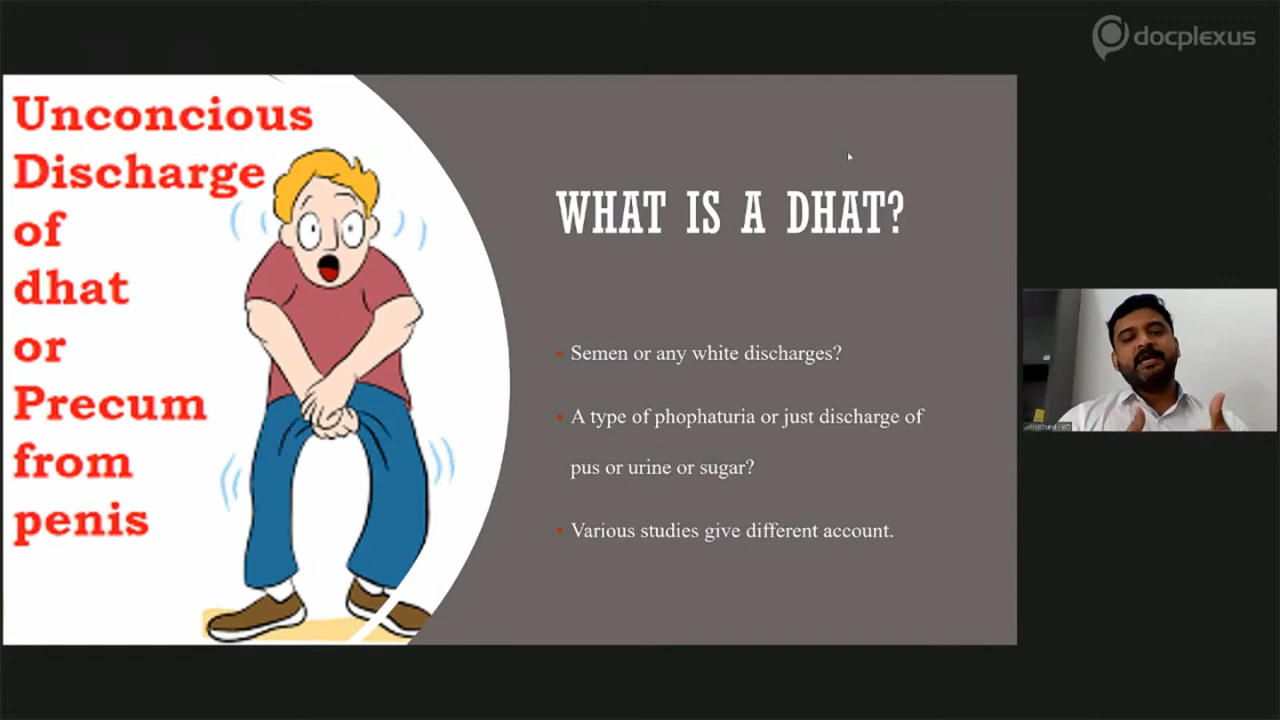 docplexus
Unconcious
Discharge
of
dhat
or
Precum
from
penis
WHAT IS A DHAT?
Semen or any white discharges?
A type of phophaturia or just discharge of
pus or urine or sugar?
Various studies give different account.